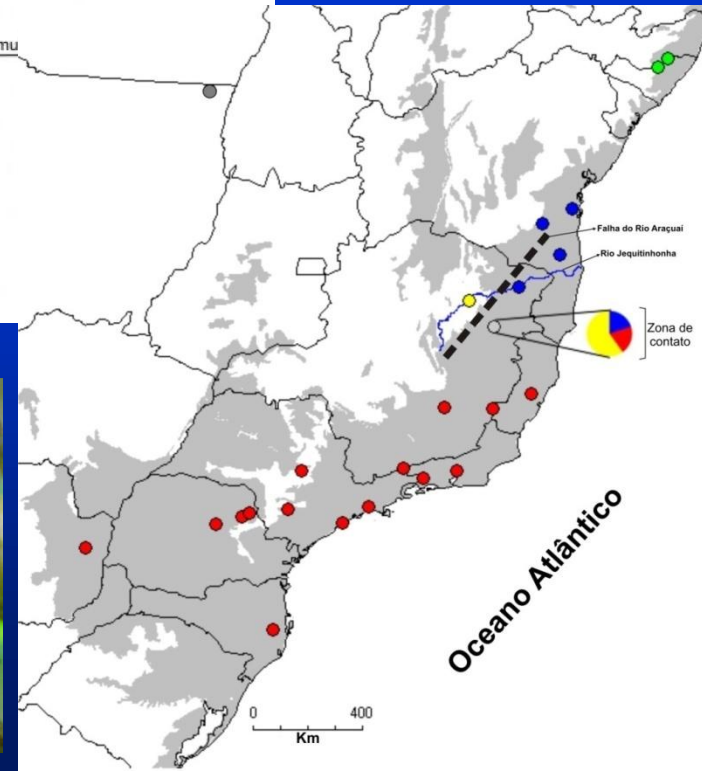 mu
Falha do Rio Araçuaí
Rio Jequitinhonha
Zona de
contato
Oceano Atlântico
0 400
Km